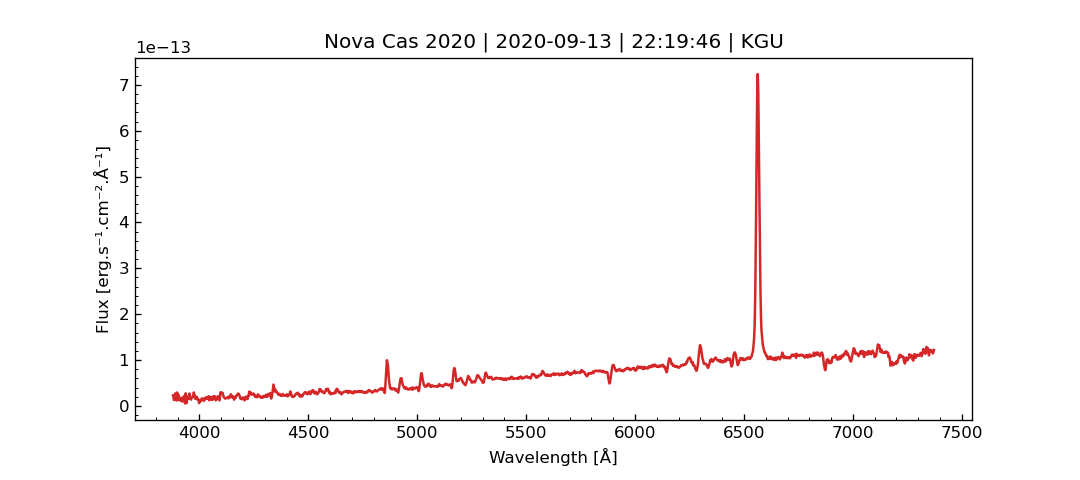 Nova Cas 2020 | 2020-09-13 | 22:19:46 | KGU
1e−13
7
6
5
4
3
2
1
0
Flux [erg.s⁻¹.cm⁻².Å⁻¹]
4000 4500 5000 5500 6000 6500 7000 7500
Wavelength [Å]